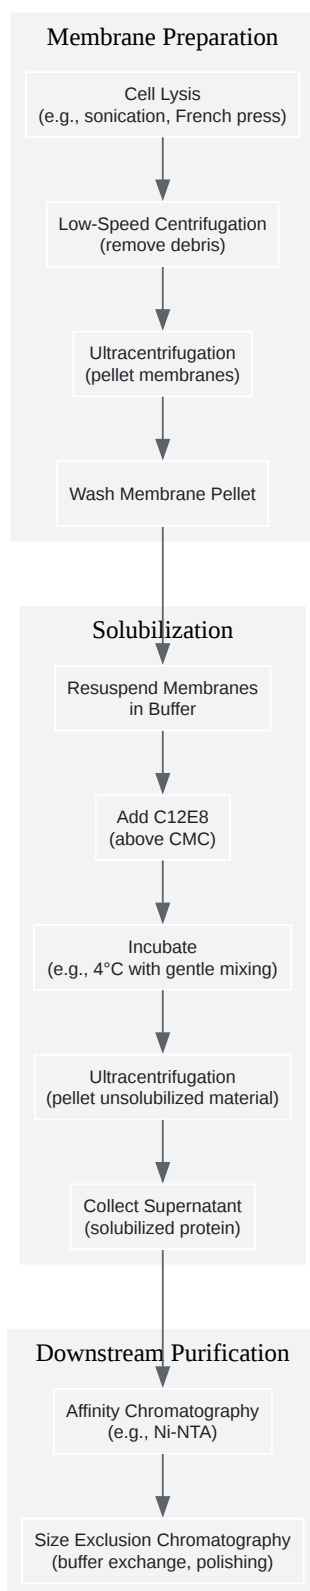 Membrane Preparation
Cell Lysis
(e.g., sonication, French press)
Low-Speed Centrifugation
(remove debris)
Ultracentrifugation
(pellet membranes)
Wash Membrane Pellet
Solubilization
Resuspend Membranes
in Buffer
Add C12E8
(above CMC)
Incubate
(e.g., 4°C with gentle mixing)
Ultracentrifugation
(pellet unsolubilized material)
Collect Supernatant
(solubilized protein)
Downstream Purification
Affinity Chromatography
(e.g., Ni-NTA)
Size Exclusion Chromatography
(buffer exchange, polishing)